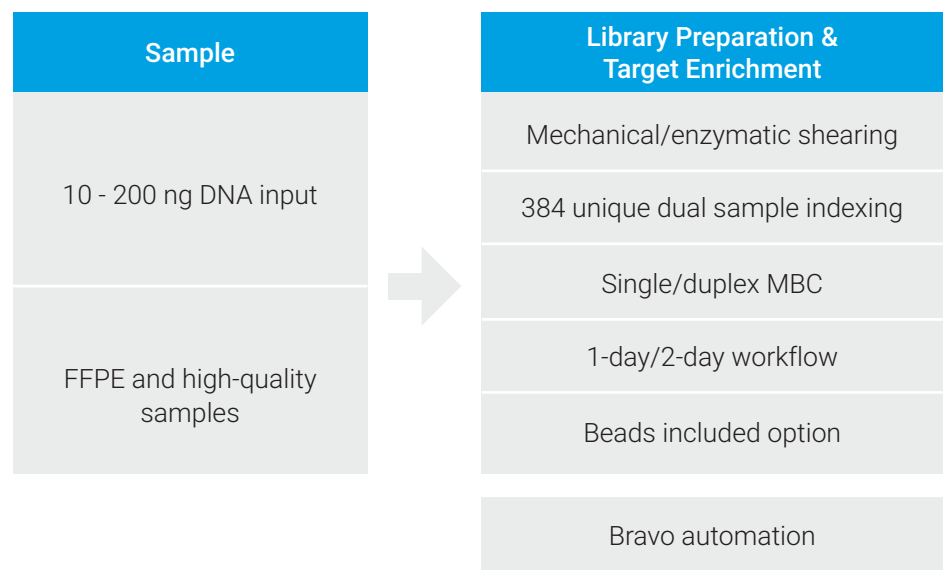 Sample
10 - 200 ng DNA input
FFPE and high-quality
samples
Library Preparation &
Target Enrichment
Mechanical/enzymatic shearing
384 unique dual sample indexing
Single/duplex MBC
1-day/2-day workflow
Beads included option
Bravo automation